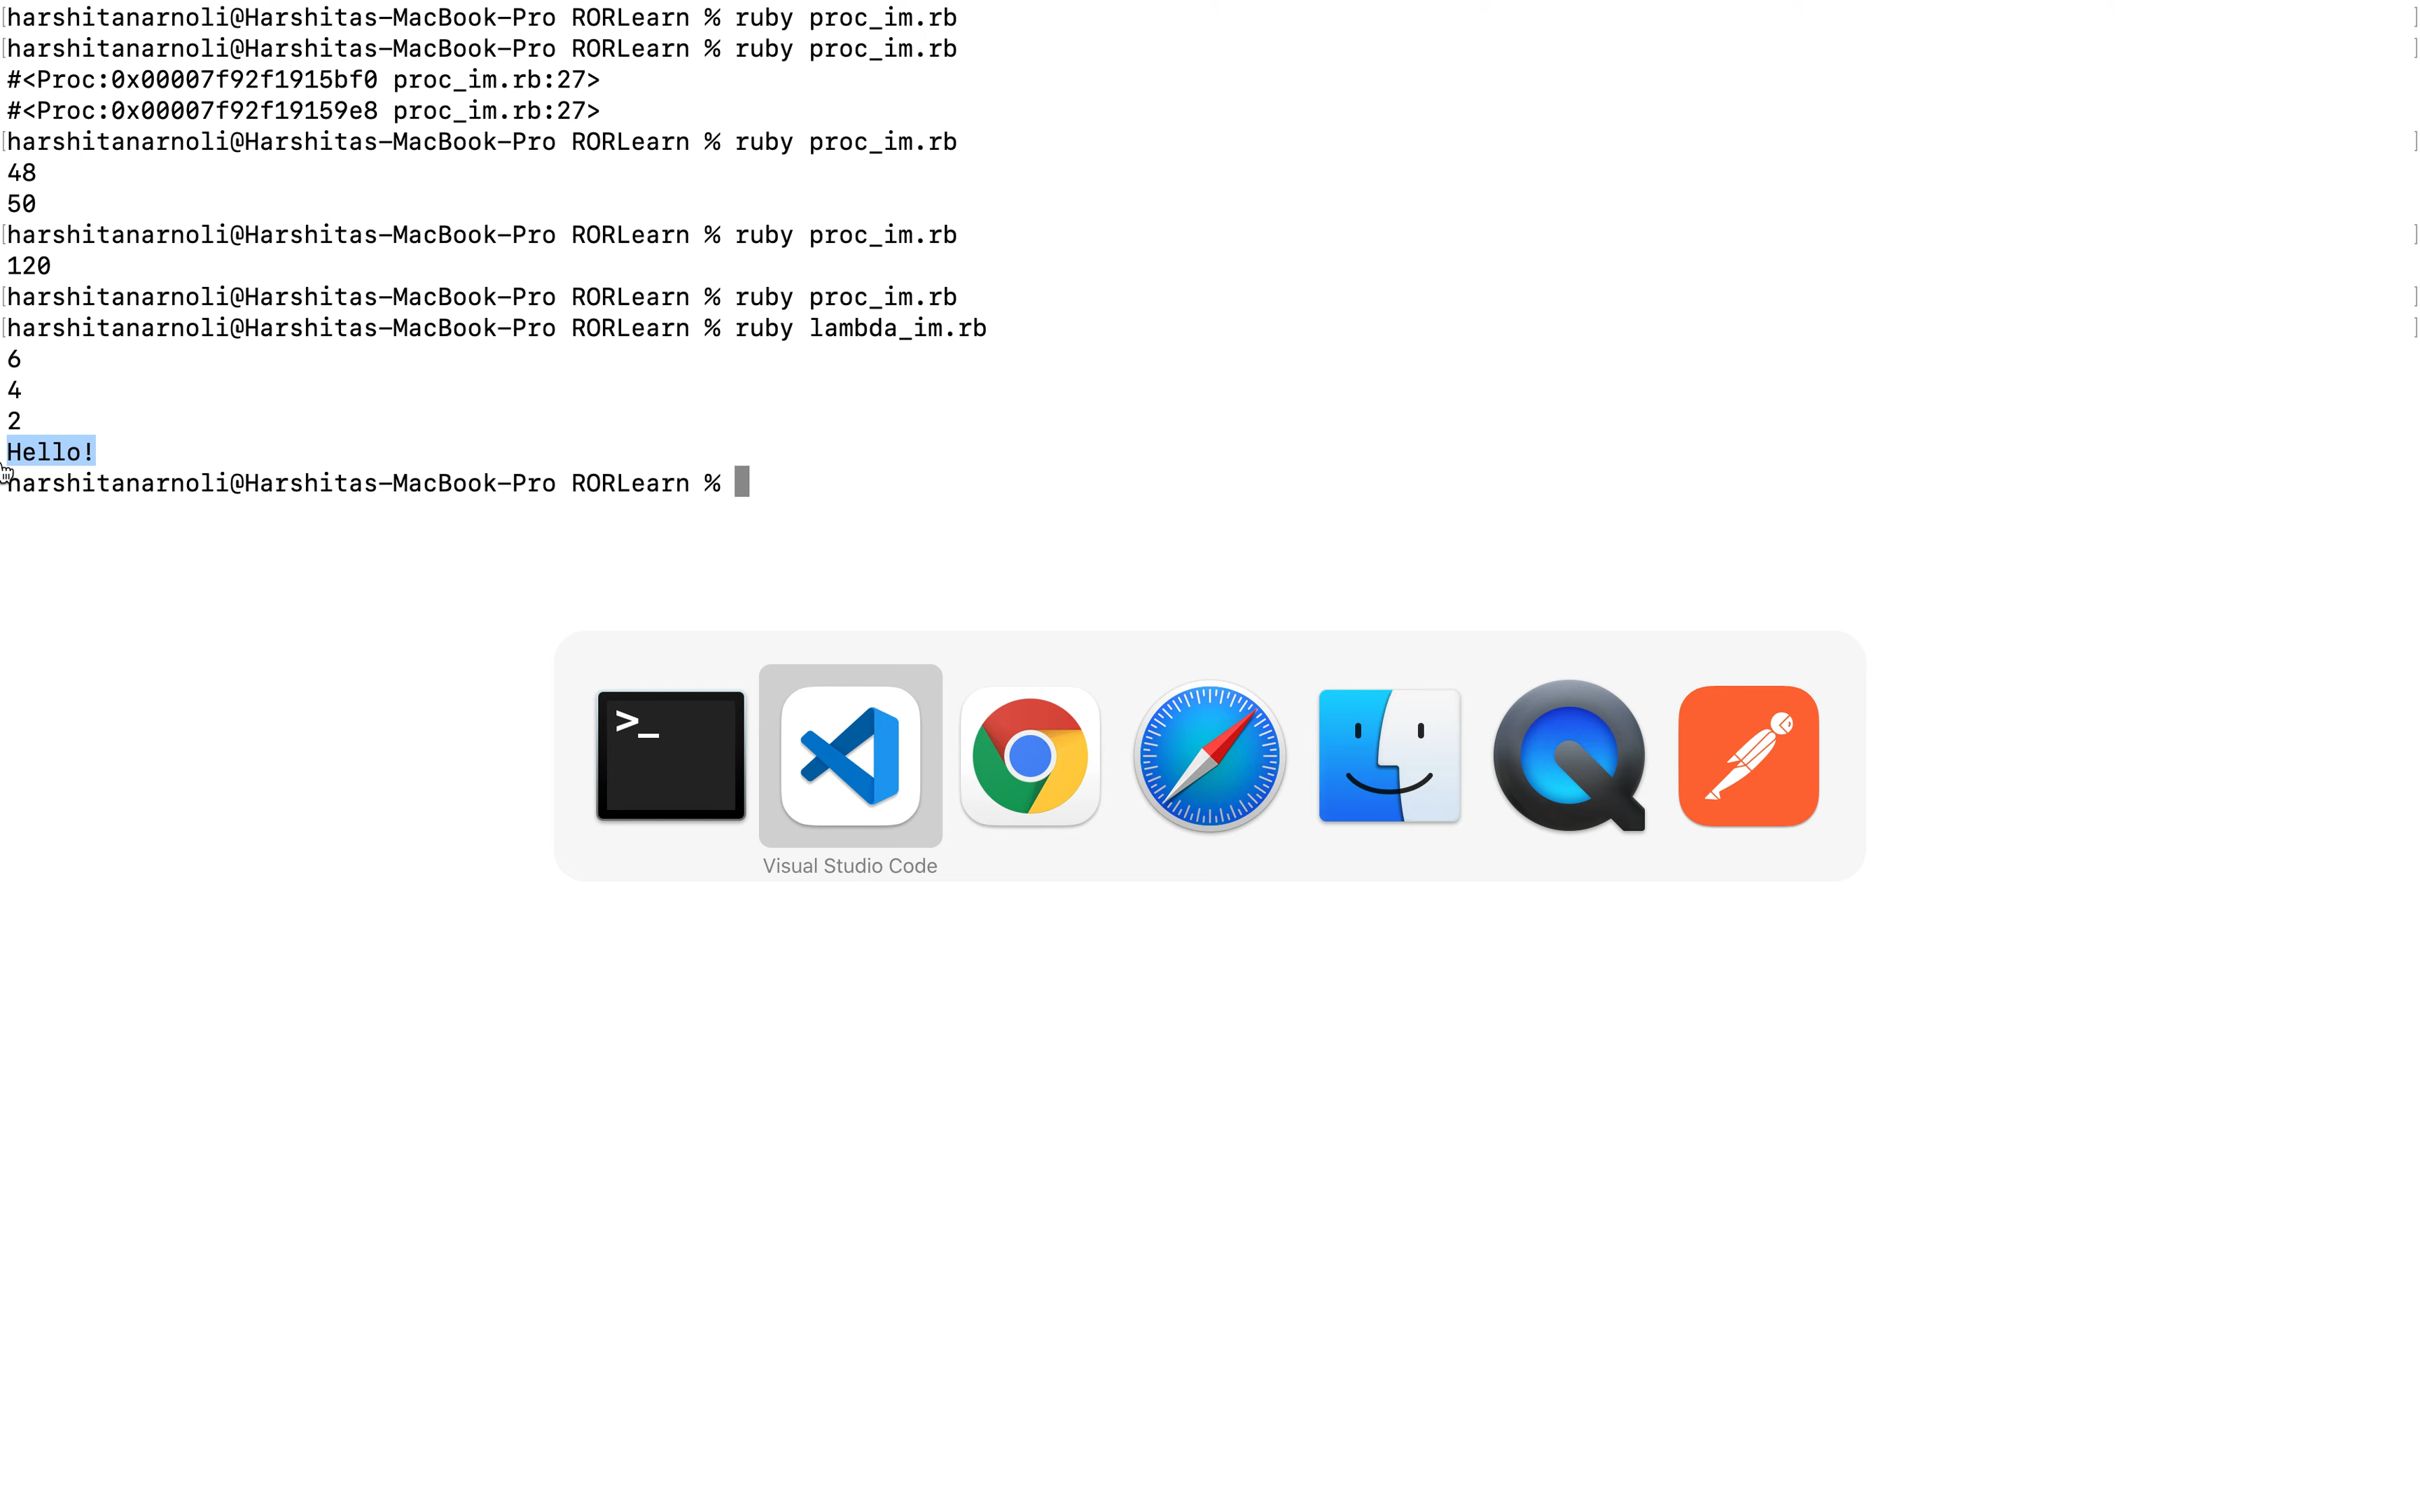 harshitanarnoli@Harshitas-MacBook-Pro RORLearn % ruby proc_im.rb
harshitanarnoli@Harshitas-MacBook-Pro RORLearn % ruby proc_im.rb
#<Proc:0x00007f92f1915bf0 proc_im.rb:27>
#<Proc:0x00007f92f19159e8 proc_im.rb:27>
harshitanarnoli@Harshitas-MacBook-Pro RORLearn % ruby proc_im.rb
48
50
harshitanarnoli@Harshitas-MacBook-Pro RORLearn % ruby proc_im.rb
120
harshitanarnoli@Harshitas-MacBook-Pro RORLearn % ruby proc_im.rb
harshitanarnoli@Harshitas-MacBook-Pro RORLearn % ruby lambda_im.rb
6
4
2
Hello!
harshitanarnoli@Harshitas-MacBook-Pro RORLearn %
>_
Visual Studio Code